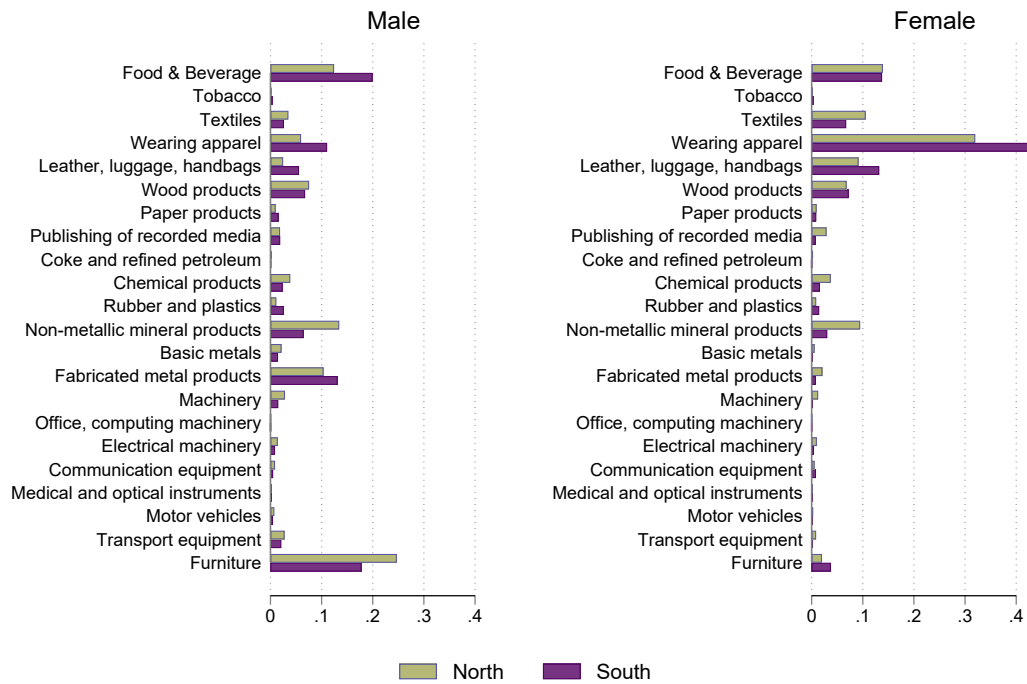 Male
Food & Beverage
Tobacco
Textiles
Wearing apparel
Leather, luggage, handbags
Wood products
Paper products
Publishing of recorded media
Coke and refined petroleum
Chemical products
Rubber and plastics
Non-metallic mineral products
Basic metals
Fabricated metal products
Machinery
Office, computing machinery
Electrical machinery
Communication equipment
Medical and optical instruments
Motor vehicles
Transport equipment
Furniture
0 .1 .2 .3 .4
Female
Food & Beverage
Tobacco
Textiles
Wearing apparel
Leather, luggage, handbags
Wood products
Paper products
Publishing of recorded media
Coke and refined petroleum
Chemical products
Rubber and plastics
Non-metallic mineral products
Basic metals
Fabricated metal products
Machinery
Office, computing machinery
Electrical machinery
Communication equipment
Medical and optical instruments
Motor vehicles
Transport equipment
Furniture
0 .1 .2 .3 .4
North South